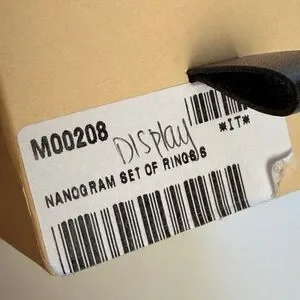 M00208
DISPlay
*IT*
NANOGRAM SET OF RINGS/S